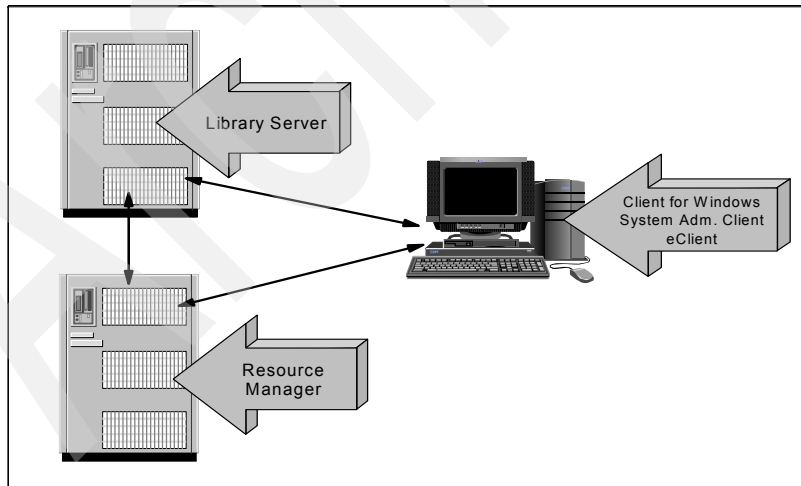 Library Server
Client for Windows
System Adm. Client
eClient
Resource
Manager